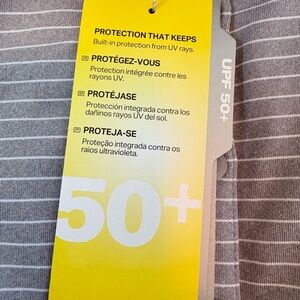 PROTECTION THAT KEEPS
Built-in protection from UV rays.
PROTÉGEZ-VOUS
Protection intégrée contre les
rayons UV.
PROTÉJASE
Protección integrada contra los
dañinos rayos UV del sol.
PROTEJA-SE
Proteção integrada contra os
raios ultravioleta.
50+
UPF 50+